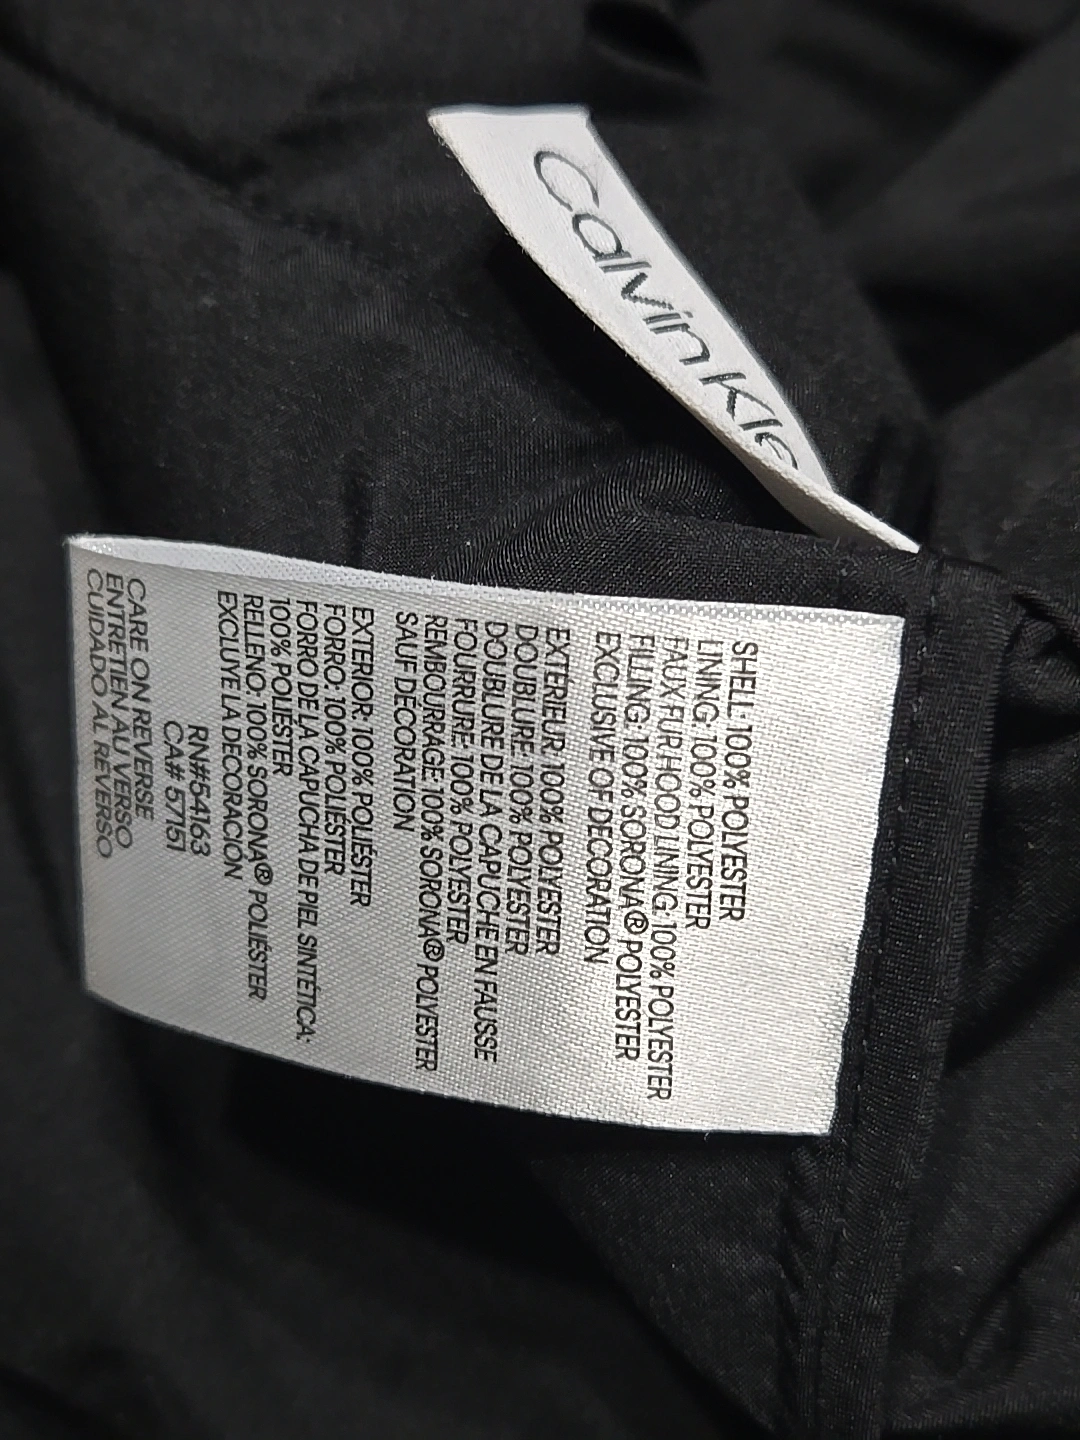 Calvin Kle
SHELL: 100% POLYESTER
LINING: 100% POLYESTER
FAUX FUR HOOD LINING: 100% POLYESTER
FILLING: 100% SORONA® POLYESTER
EXCLUSIVE OF DECORATION
EXTERIEUR: 100% POLYESTER
DOUBLURE: 100% POLYESTER
DOUBLURE DE LA CAPUCHE EN FAUSSE
FOURRURE: 100% POLYESTER
REMBOURRAGE: 100% SORONA® POLYESTER
SAUF DÉCORATION
EXTERIOR: 100% POLIÉSTER
FORRO: 100% POLIÉSTER
FORRO DE LA CAPUCHA DE PIEL SINTÉTICA:
100% POLIÉSTER
RELLENO: 100% SORONA® POLIÉSTER
EXCLUYE LA DECORACIÓN
RN#54163
CA# 57151
CARE ON REVERSE
ENTRETIEN AU VERSO
CUIDADO AL REVERSO